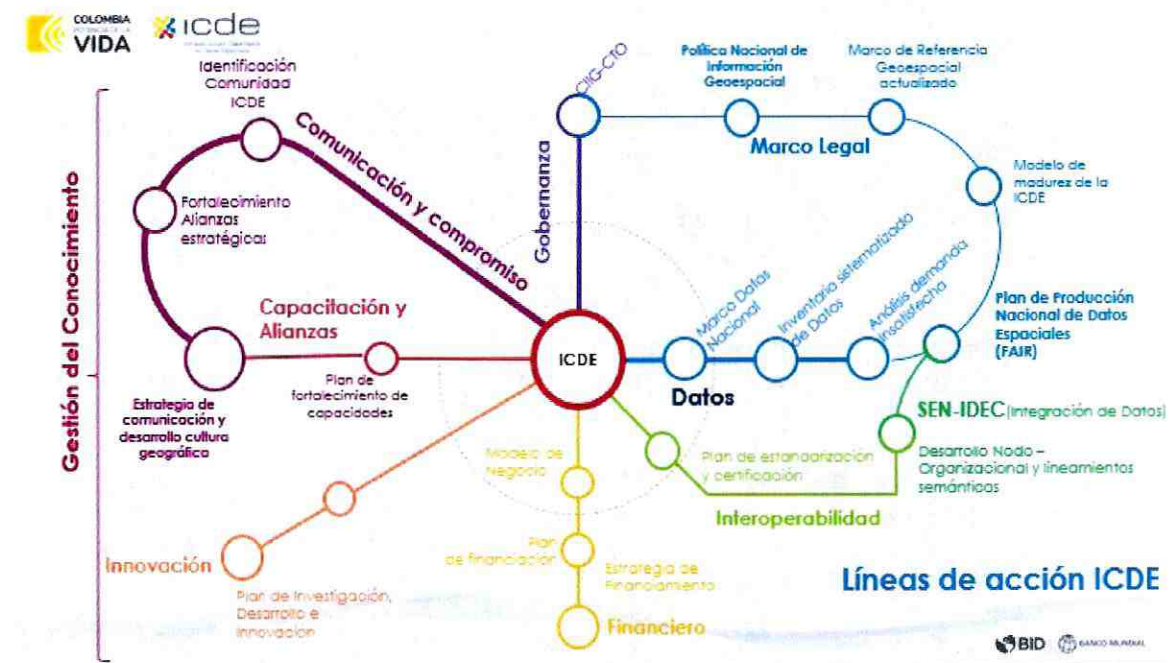 COLOMBIA
POTENCIA DE LA
VIDA
icde
Identificación
Comunidad
ICDE
Comunicación y compromiso
Fortalecimiento
Alianzas
estratégicas
Gestión del Conocimiento
Capacitación y
Alianzas
Plan de
fortalecimiento de
capacidades
Estrategia de
comunicación y
desarrollo cultura
geográfica
Innovación
Plan de Investigación,
Desarrollo e
Innovación
ICDE
Gobernanza
CIIG-CTO
Política Nacional de
Información
Geoespacial
Marco de Referencia
Geoespacial
actualizado
Marco Legal
Modelo de
madurez de la
ICDE
Marco Datos
Nacional
Inventario sistematizado
de Datos
Análisis demanda
insatisfecha
Datos
Plan de Producción
Nacional de Datos
Espaciales
(FAIR)
SEN-IDEC (Integración de Datos)
Desarrollo Nodo –
Organizacional y lineamientos
semánticos
Plan de estandarización
y certificación
Interoperabilidad
Modelo de
Negocio
Plan
de financiación
Estrategia de
Financiamiento
Financiero
Líneas de acción ICDE
BID
BANCO MUNDIAL